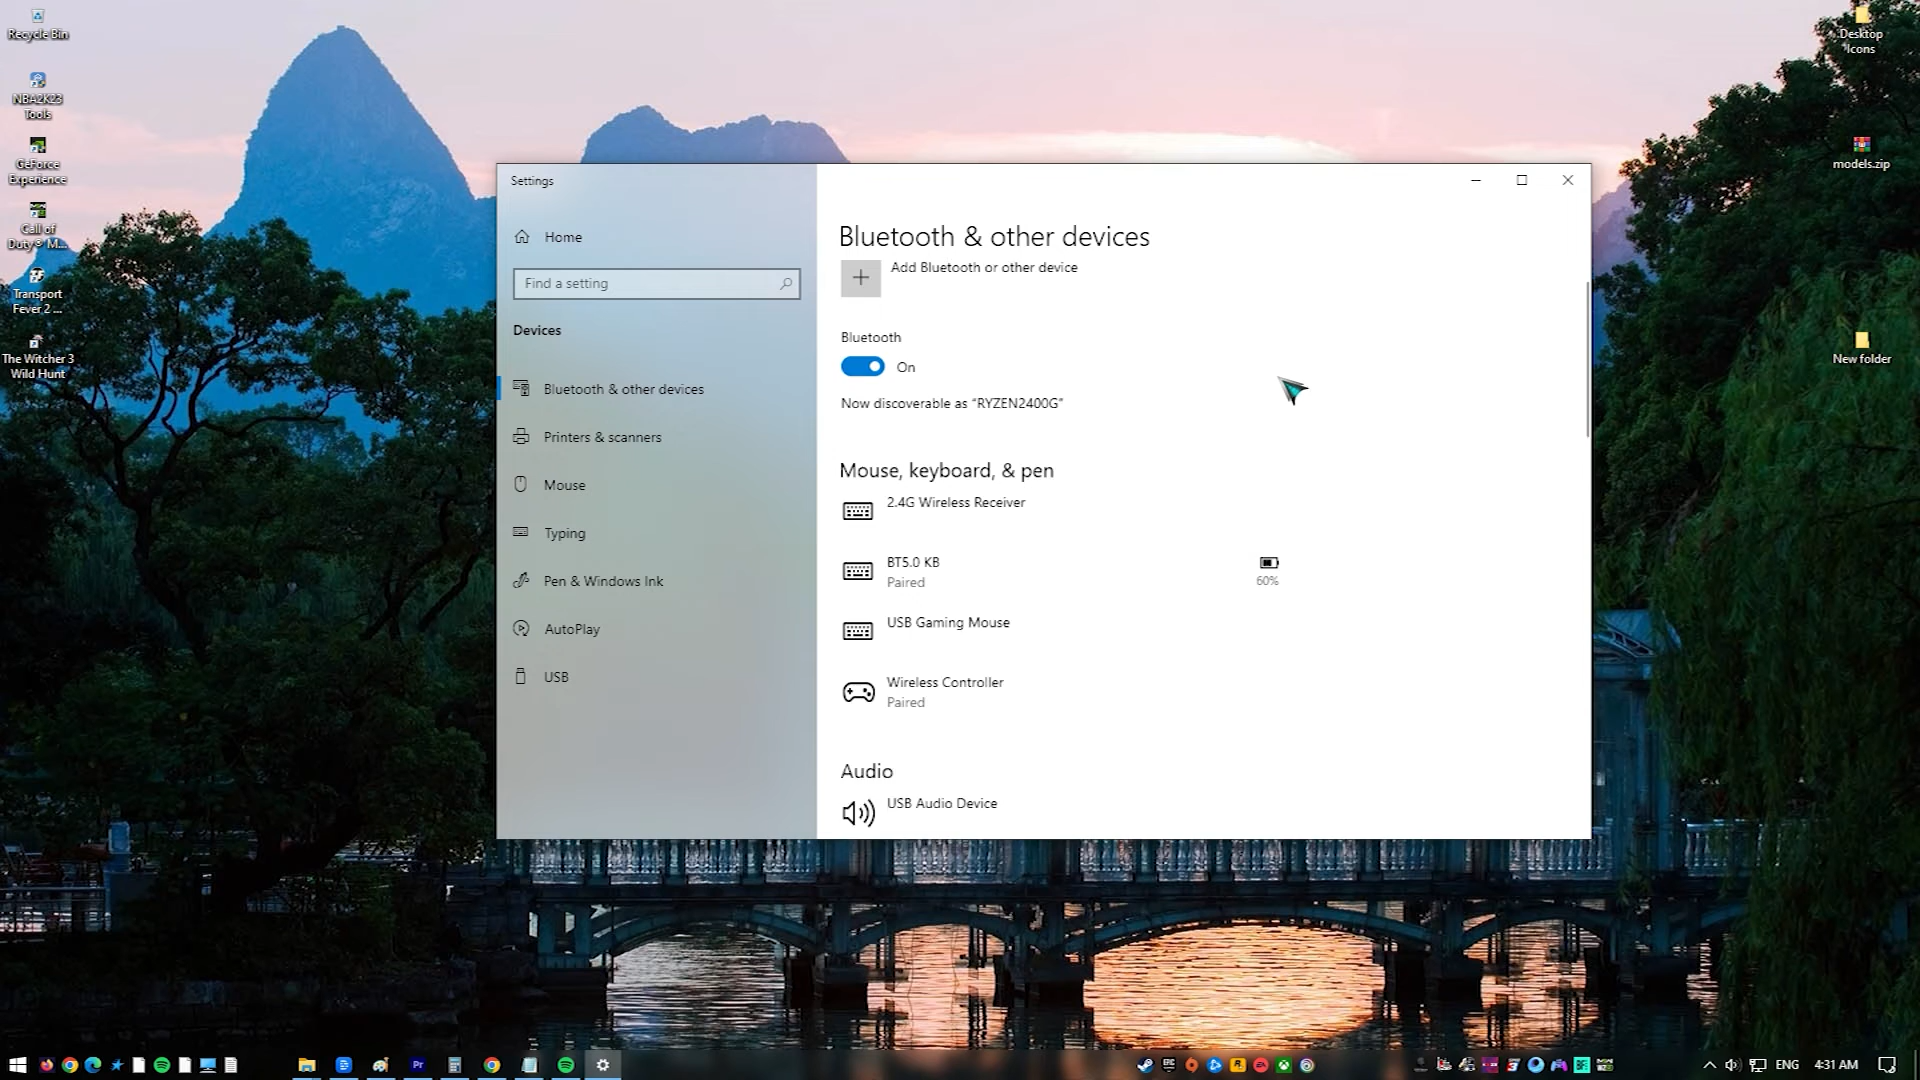 Recycle Bin
NBA2K23
Tools
GeForce
Experience
Call of
Duty® M...
Transport
Fever 2 ...
The Witcher 3
Wild Hunt
Desktop
Icons
models.zip
New folder
Settings
Home
Find a setting
Devices
Bluetooth & other devices
Printers & scanners
Mouse
Typing
Pen & Windows Ink
AutoPlay
USB
Bluetooth & other devices
Add Bluetooth or other device
Bluetooth
On
Now discoverable as “RYZEN2400G”
Mouse, keyboard, & pen
2.4G Wireless Receiver
BT5.0 KB
Paired
60%
USB Gaming Mouse
Wireless Controller
Paired
Audio
USB Audio Device
Pr
ENG
4:31 AM